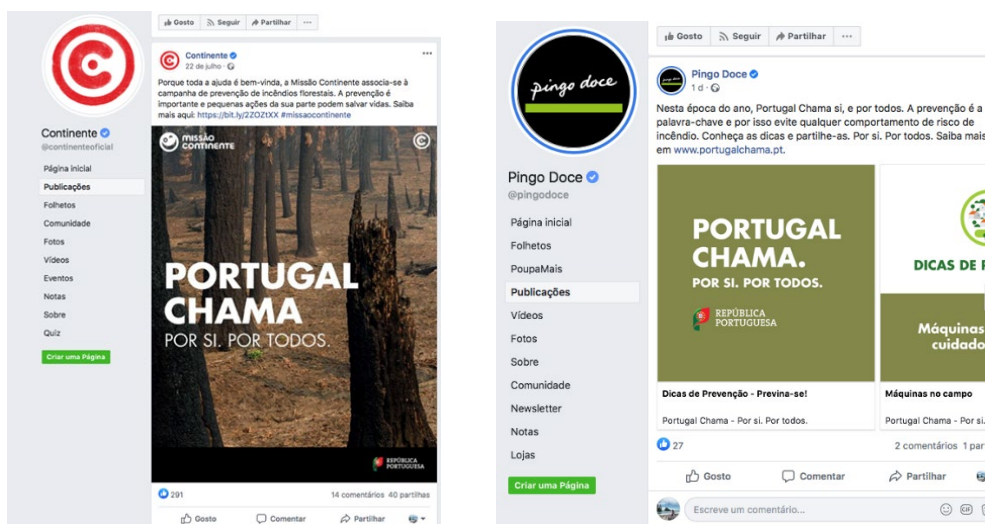 Gosto Seguir Partilhar ...
Continente
22 de julho
Porque toda a ajuda é bem-vinda, a Missão Continente associa-se à
campanha de prevenção de incêndios florestais. A prevenção é
importante e pequenas ações da sua parte podem salvar vidas. Saiba
mais aqui: https://bit.ly/2ZOZtXX #missaocontinente
Continente
@continenteoficial
Página inicial
Publicações
Folhetos
Comunidade
Fotos
Vídeos
Eventos
Notas
Sobre
Quiz
Criar uma Página
MISSÃO
CONTINENTE
PORTUGAL
CHAMA
POR SI. POR TODOS.
REPÚBLICA
PORTUGUESA
291
14 comentários 40 partilhas
Gosto Comentar Partilhar
Gosto Seguir Partilhar ...
pingo doce
Pingo Doce
1 d
Nesta época do ano, Portugal Chama si, e por todos. A prevenção é a
palavra-chave e por isso evite qualquer comportamento de risco de
incêndio. Conheça as dicas e partilhe-as. Por si. Por todos. Saiba mais
em www.portugalchama.pt.
Pingo Doce
@pingodoce
Página inicial
Folhetos
PoupaMais
Publicações
Vídeos
Fotos
Sobre
Comunidade
Newsletter
Notas
Lojas
Criar uma Página
PORTUGAL
CHAMA.
POR SI. POR TODOS.
REPÚBLICA
PORTUGUESA
DICAS DE P
Máquinas
cuidado
Dicas de Prevenção - Previna-se!
Portugal Chama - Por si. Por todos.
Máquinas no campo
Portugal Chama - Por si.
27
2 comentários 1 par
Gosto Comentar Partilhar
Escreve um comentário...
GIF